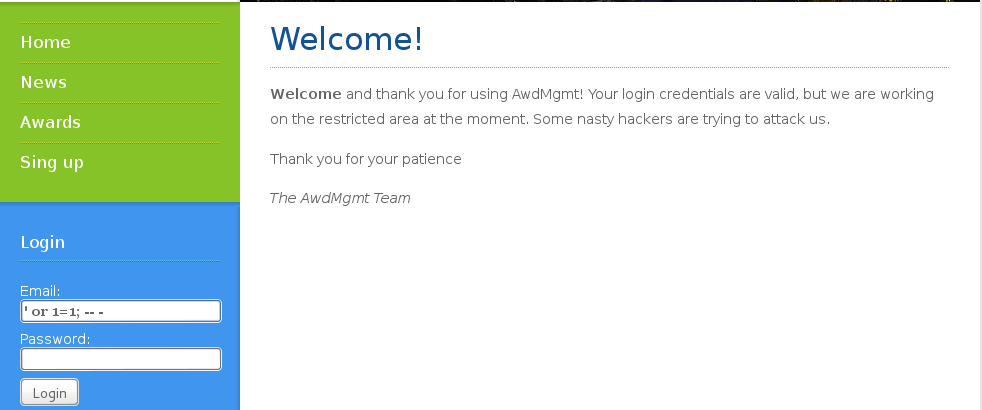 Home
News
Awards
Sing up
Login
Email:
' or 1=1; -- -
Password:
Login
Welcome!
Welcome and thank you for using AwdMgmt! Your login credentials are valid, but we are working
on the restricted area at the moment. Some nasty hackers are trying to attack us.
Thank you for your patience
The AwdMgmt Team